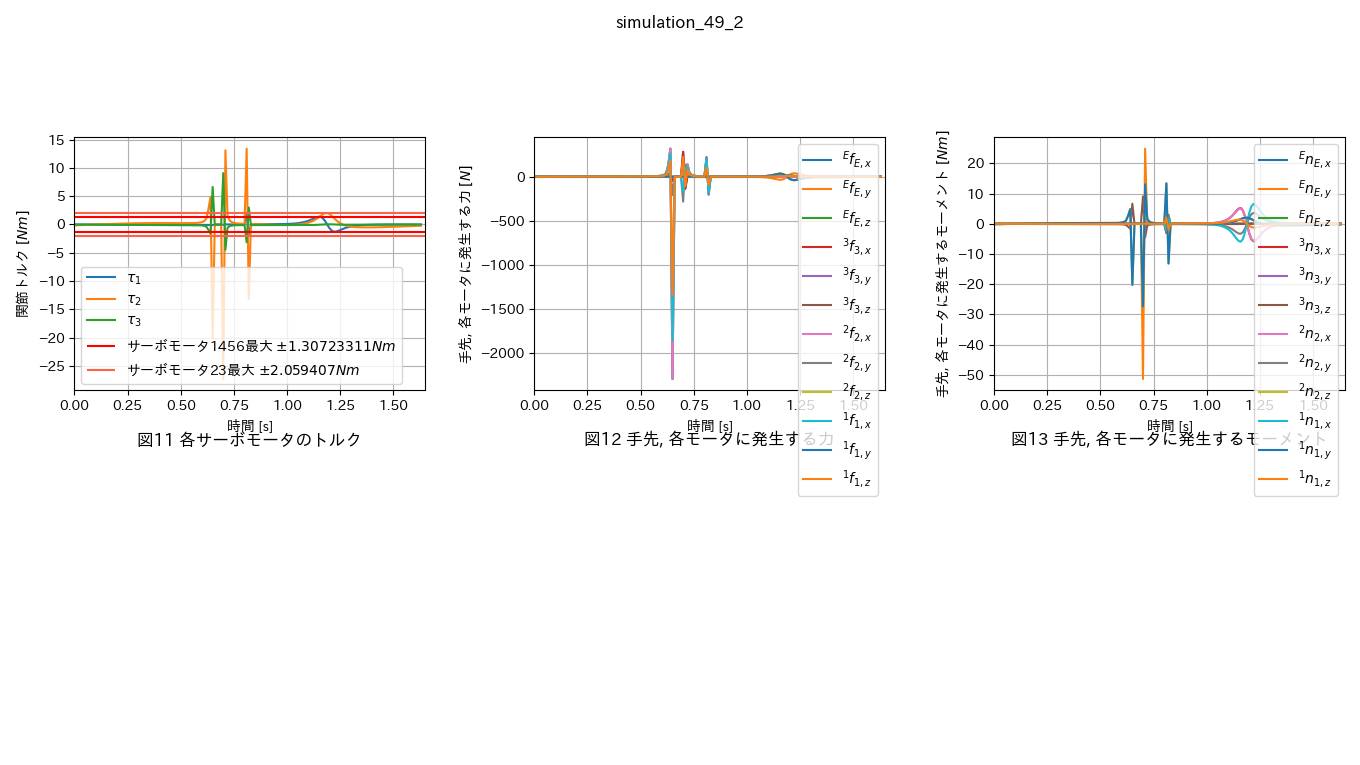 simulation_49_2
関節トルク [Nm]
15
10
5
0
−5
−10
−15
−20
−25
τ1
τ2
τ3
サーボモータ1456最大 ±1.30723311Nm
サーボモータ23最大 ±2.059407Nm
0.00 0.25 0.50 0.75 1.00 1.25 1.50
時間 [s]
図11 各サーボモータのトルク
手先, 各モータに発生する力 [N]
0
−500
−1000
−1500
−2000
EfE,x
EfE,y
EfE,z
3f3,x
3f3,y
3f3,z
2f2,x
2f2,y
2f2,z
1f1,x
1f1,y
1f1,z
0.00 0.25 0.50 0.75 1.00 1.25 1.50
時間 [s]
図12 手先, 各モータに発生する力
手先, 各モータに発生するモーメント [Nm]
20
10
0
−10
−20
−30
−40
−50
EnE,x
EnE,y
EnE,z
3n3,x
3n3,y
3n3,z
2n2,x
2n2,y
2n2,z
1n1,x
1n1,y
1n1,z
0.00 0.25 0.50 0.75 1.00 1.25 1.50
時間 [s]
図13 手先, 各モータに発生するモーメント